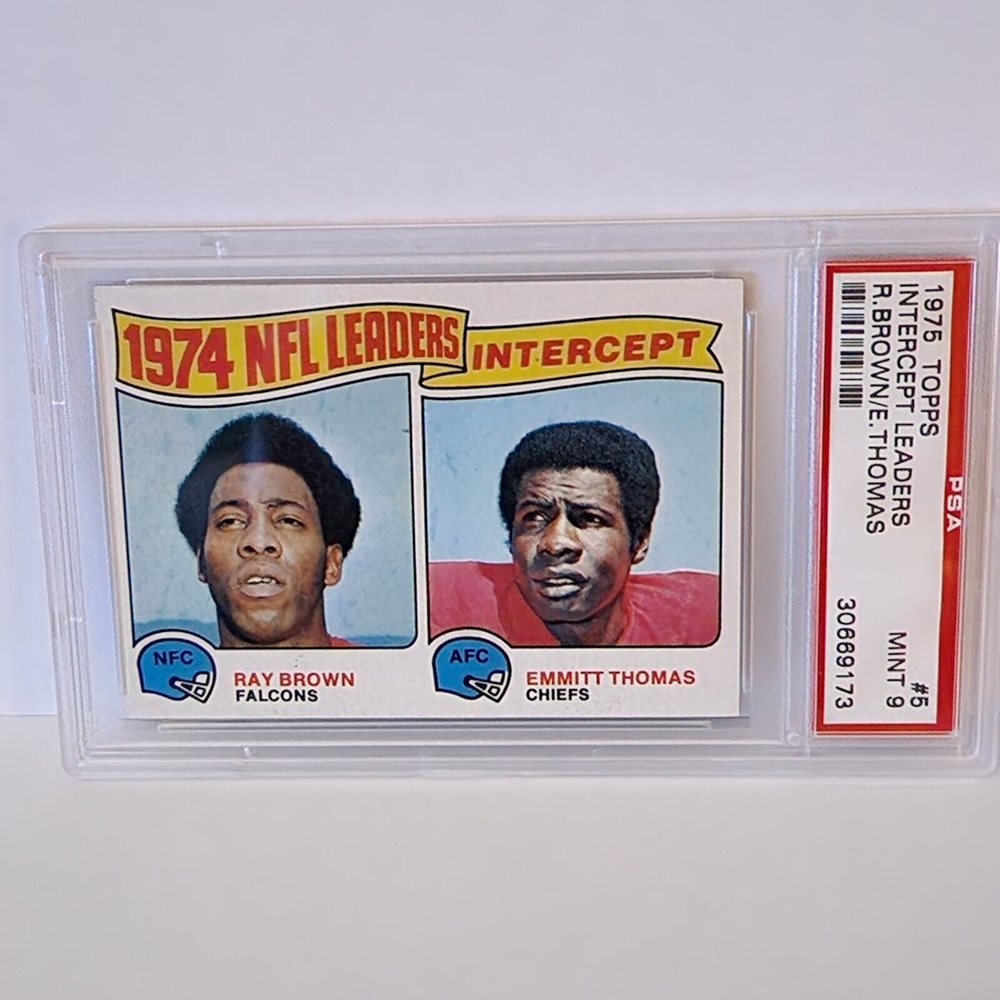 1974 NFL LEADERS
INTERCEPT
NFC
RAY BROWN
FALCONS
AFC
EMMITT THOMAS
CHIEFS
PSA
1975 TOPPS
INTERCEPT LEADERS
R.BROWN/E.THOMAS
#5
MINT 9
30669173